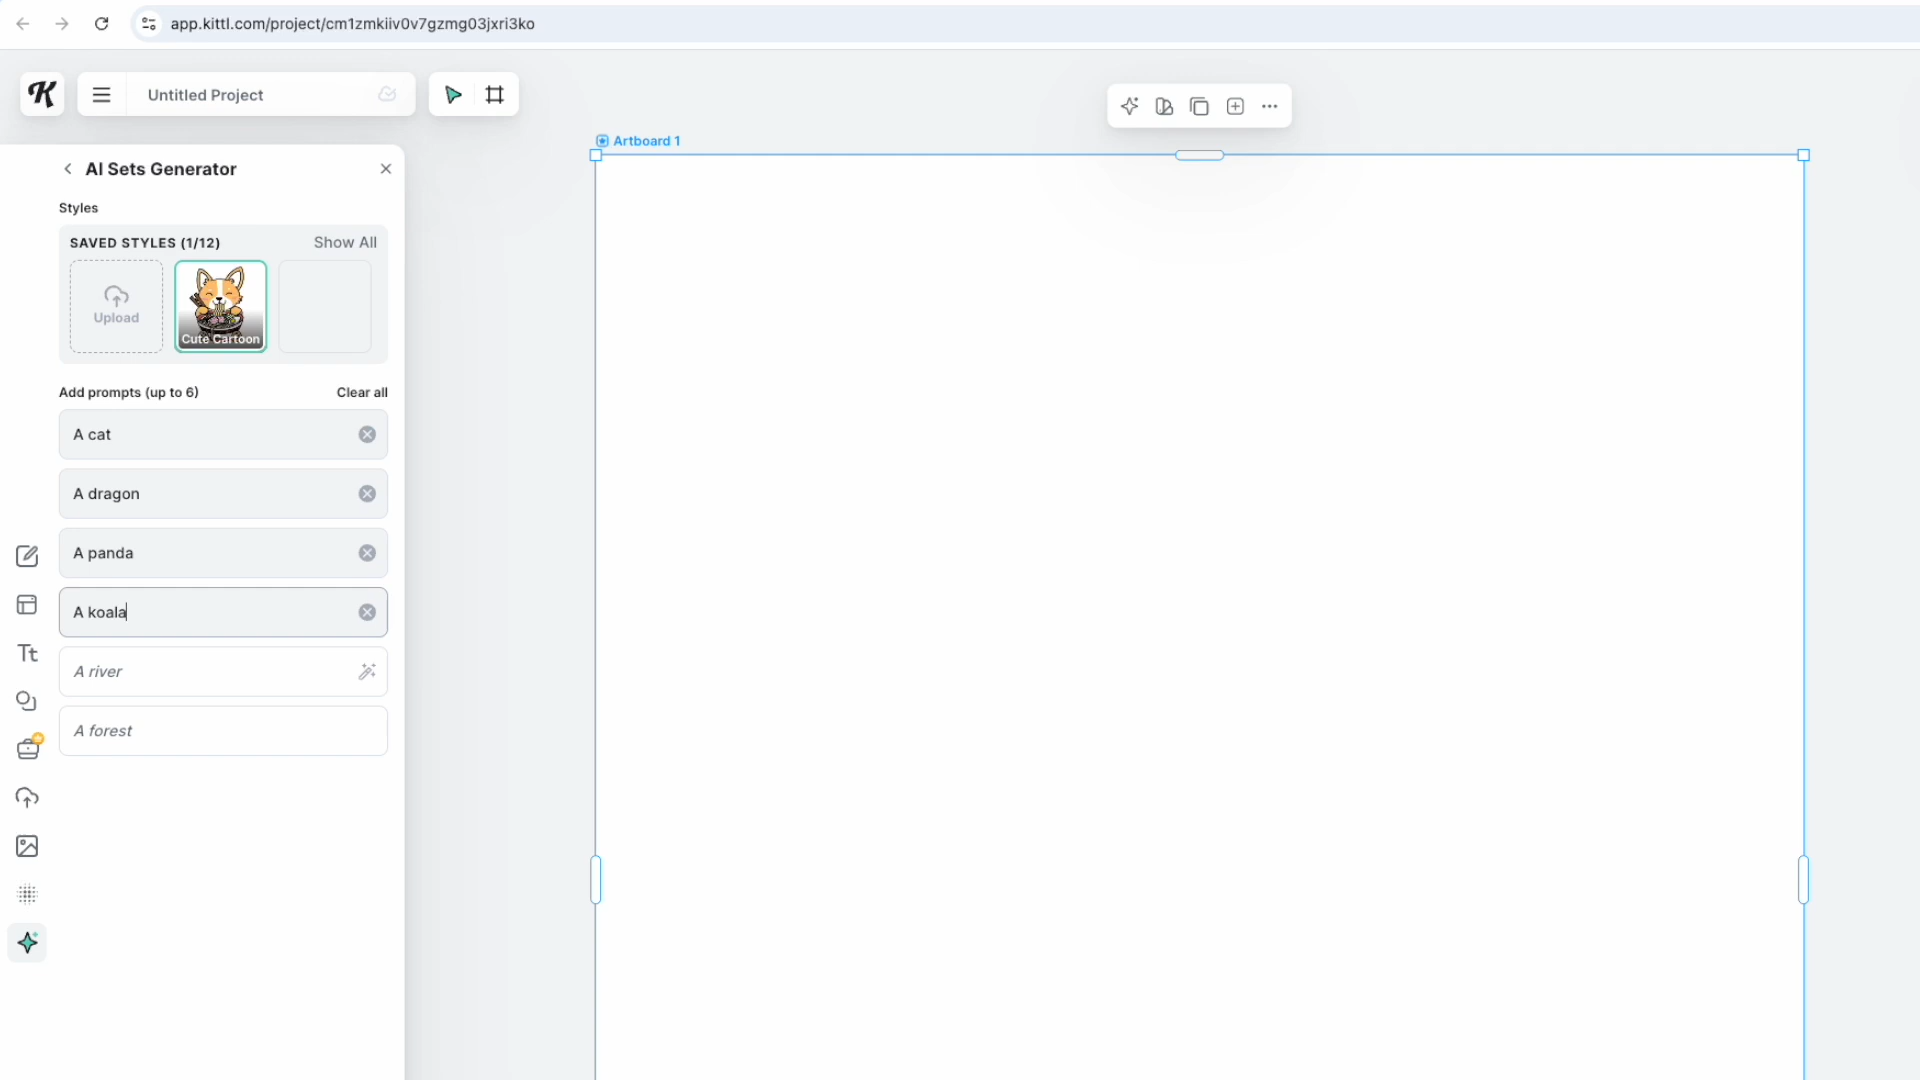 app.kittl.com/project/cm1zmkiiv0v7gzmg03jxri3ko
K
Untitled Project
Artboard 1
AI Sets Generator
Styles
SAVED STYLES (1/12)
Show All
Upload
Cute Cartoon
Add prompts (up to 6)
Clear all
A cat
A dragon
A panda
A koala
A river
A forest
Tt